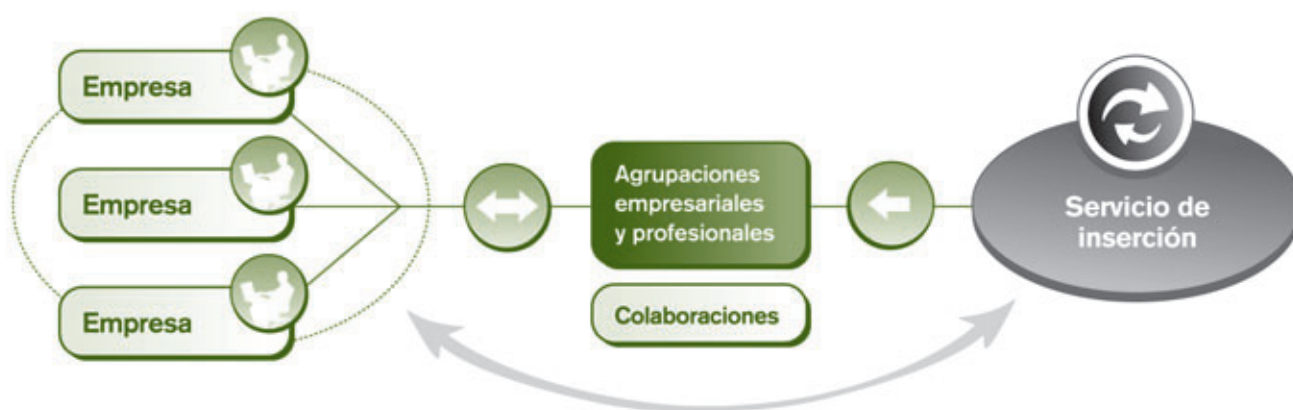 Empresa
Empresa
Empresa
Agrupaciones
empresariales
y profesionales
Colaboraciones
Servicio de
inserción